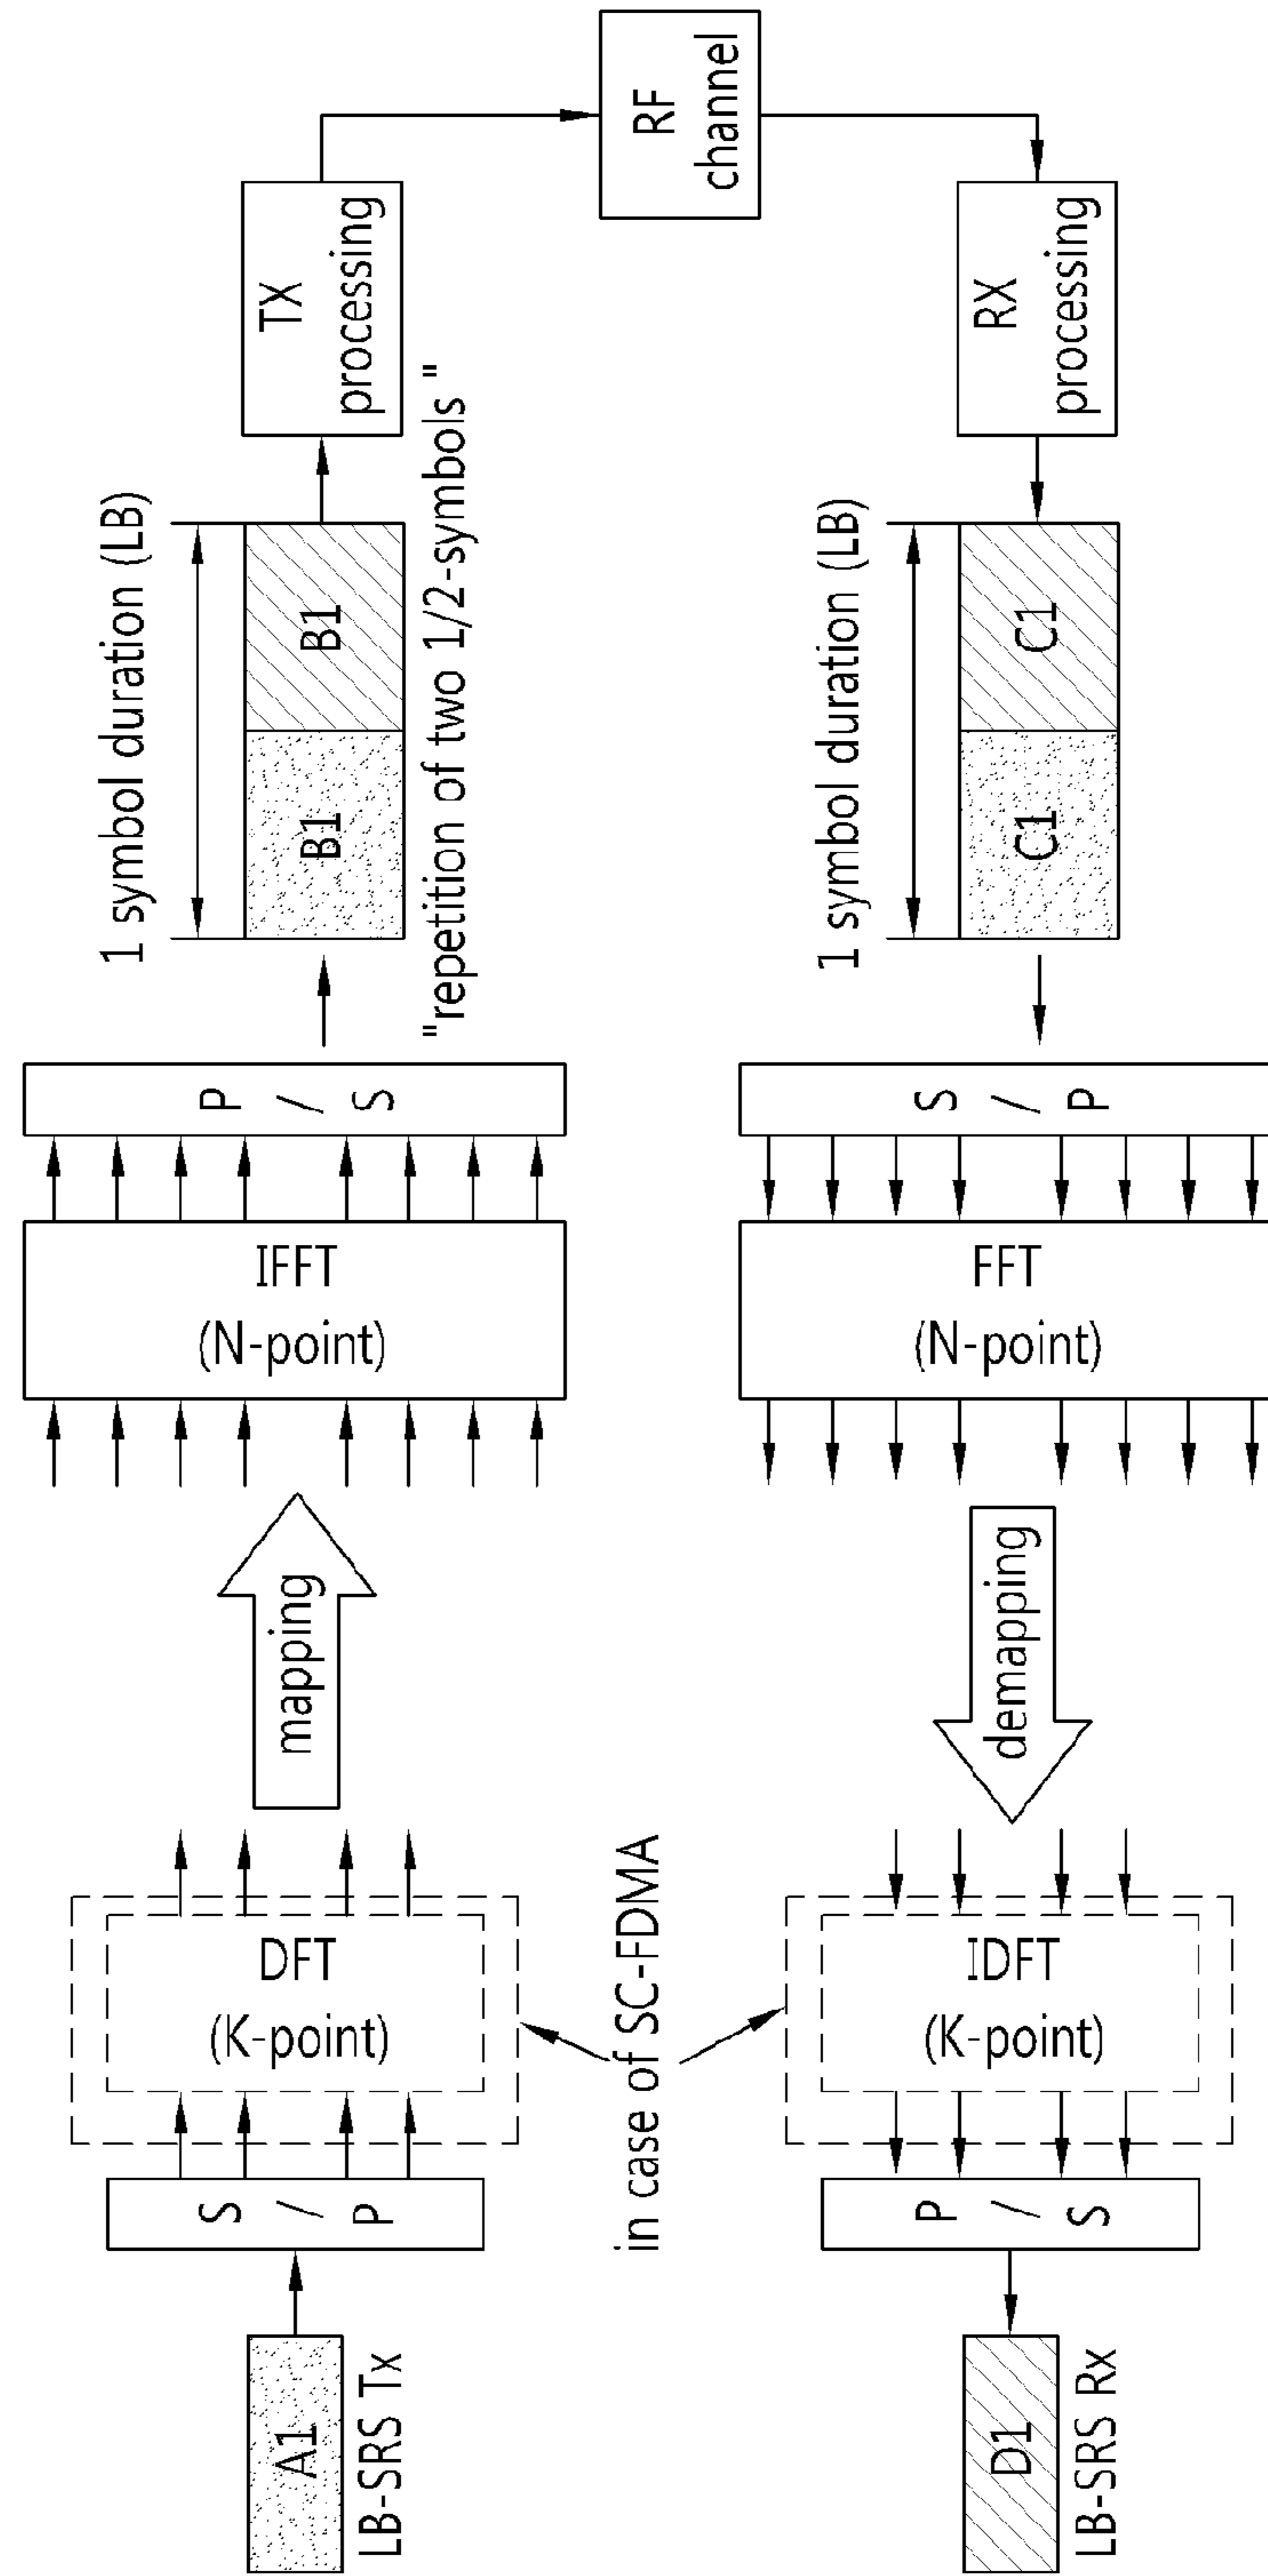 A1
LB-SRS Tx
S
/
P
DFT
(K-point)
mapping
IFFT
(N-point)
P
/
S
1 symbol duration (LB)
B1
B1
"repetition of two 1/2-symbols "
TX
processing
RF
channel
in case of SC-FDMA
D1
LB-SRS Rx
P
/
S
IDFT
(K-point)
demapping
FFT
(N-point)
S
/
P
1 symbol duration (LB)
C1
C1
RX
processing